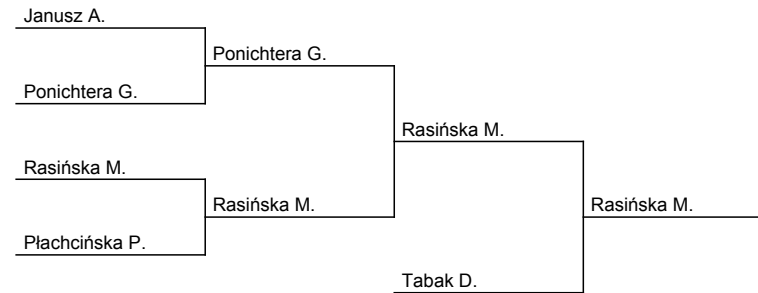 Janusz A.
Ponichtera G.
Ponichtera G.
Rasińska M.
Rasińska M.
Rasińska M.
Rasińska M.
Płachcińska P.
Tabak D.